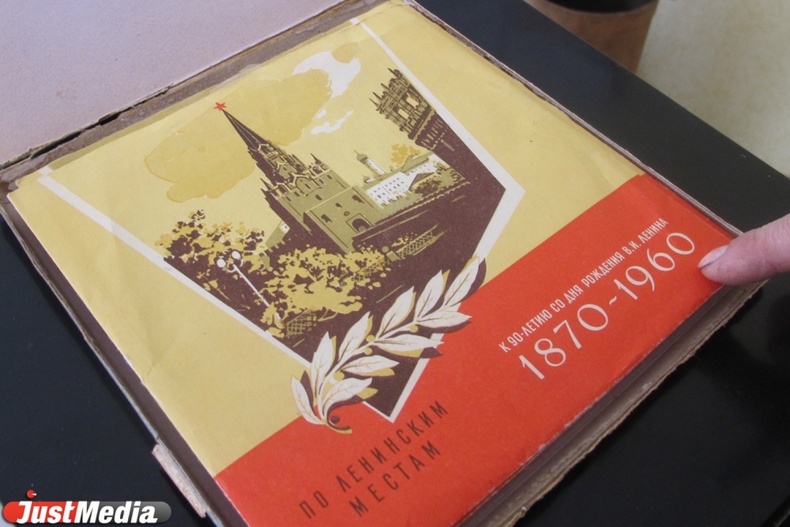 К 90-ЛЕТИЮ СО ДНЯ РОЖДЕНИЯ В.И. ЛЕНИНА
1870-1960
ПО ЛЕНИНСКИМ
МЕСТАМ
JUSTMEDIA.